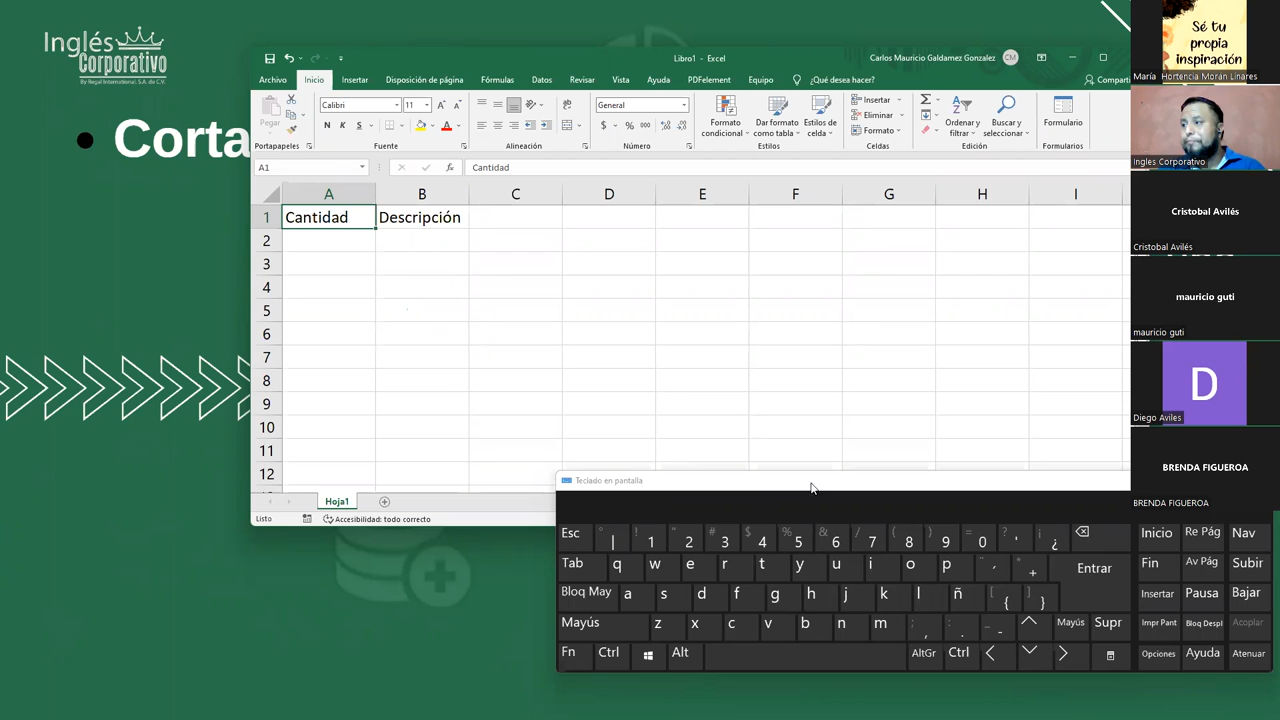 Inglés
Corporativo
By Regal International, S.A. de C.V.
• Corta
Libro1 - Excel
Carlos Mauricio Galdamez Gonzalez
CM
Archivo Inicio Insertar Disposición de página Fórmulas Datos Revisar Vista Ayuda PDFelement Equipo ¿Qué desea hacer? Comparti
Pegar
Calibri 11
N K S
General
$ % 000
Formato condicional
Dar formato como tabla
Estilos de celda
Insertar
Eliminar
Formato
Ordenar y filtrar
Buscar y seleccionar
Formulario
Portapapeles Fuente Alineación Número Estilos Celdas Edición Formularios
A1 fx Cantidad
A B C D E F G H I
1 Cantidad Descripción
2
3
4
5
6
7
8
9
10
11
12
Hoja1
Listo Accesibilidad: todo correcto
Teclado en pantalla
Esc ° | ! 1 " 2 # 3 $ 4 % 5 & 6 / 7 ( 8 ) 9 = 0 ? ' ¡ ¿ Inicio Re Pág Nav
Tab q w e r t y u i o p ¨ ´ * + Entrar Fin Av Pág Subir
Bloq May a s d f g h j k l ñ [ { ] } Insertar Pausa Bajar
Mayús z x c v b n m ; , : . _ - Mayús Supr Impr Pant Bloq Despl Acoplar
Fn Ctrl Alt AltGr Ctrl Opciones Ayuda Atenuar
Sé tu
propia
inspiración
María Hortencia Morán Linares
Ingles Corporativo
Cristobal Avilés
Cristobal Avilés
mauricio guti
mauricio guti
D
Diego Aviles
BRENDA FIGUEROA
BRENDA FIGUEROA